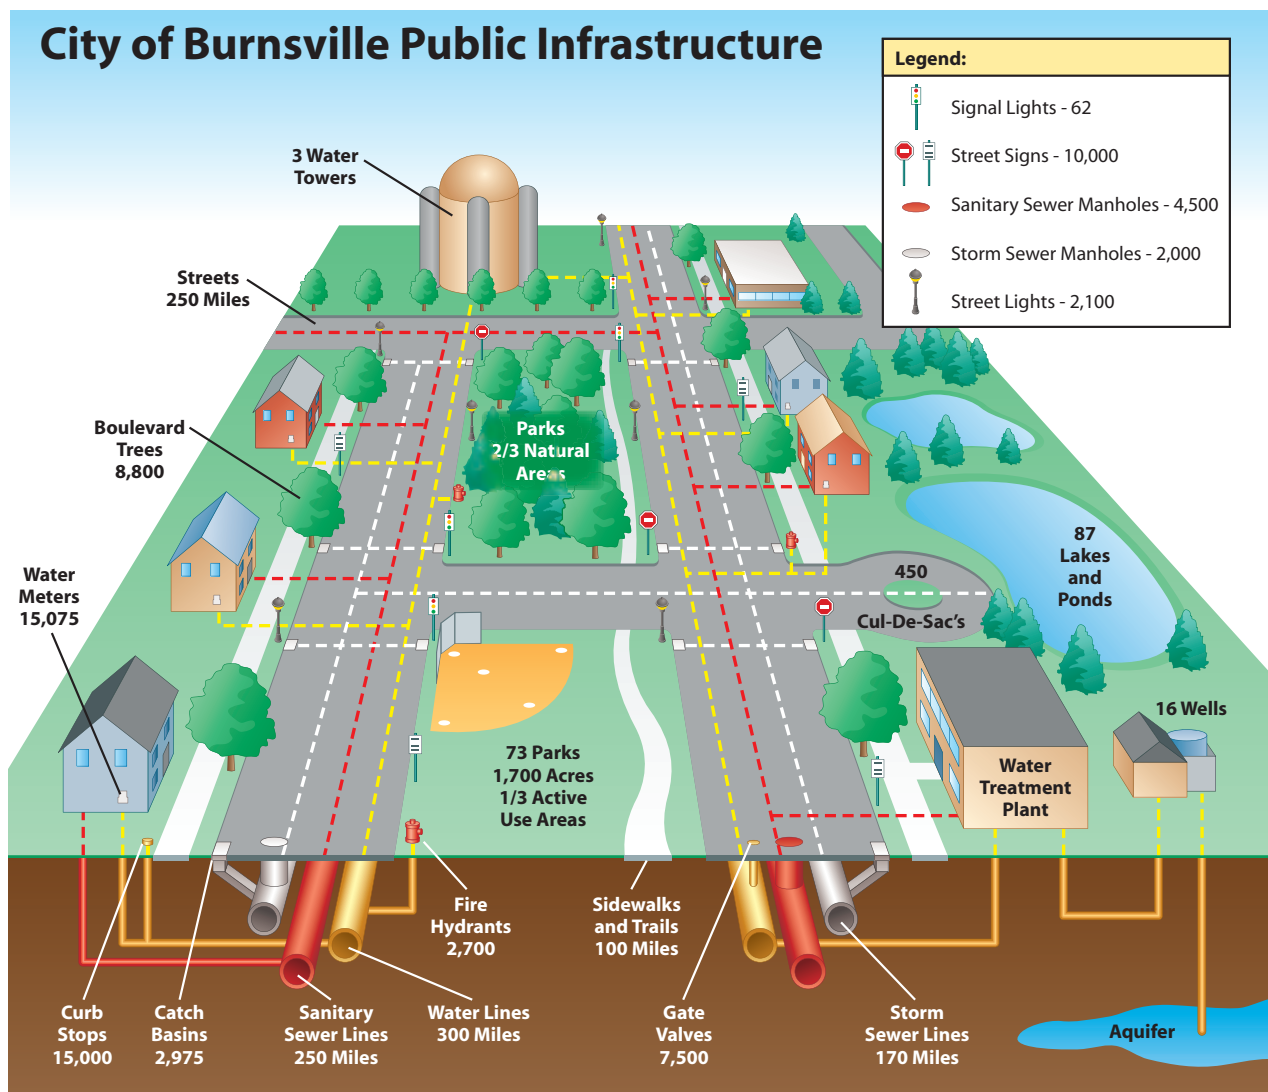 City of Burnsville Public Infrastructure
Legend:
Signal Lights - 62
Street Signs - 10,000
Sanitary Sewer Manholes - 4,500
Storm Sewer Manholes - 2,000
Street Lights - 2,100
3 Water
Towers
Streets
250 Miles
Boulevard
Trees
8,800
Parks
2/3 Natural
Areas
Water
Meters
15,075
87
Lakes
and
Ponds
450
Cul-De-Sac's
16 Wells
73 Parks
1,700 Acres
1/3 Active
Use Areas
Water
Treatment
Plant
Fire
Hydrants
2,700
Sidewalks
and Trails
100 Miles
Curb
Stops
15,000
Catch
Basins
2,975
Sanitary
Sewer Lines
250 Miles
Water Lines
300 Miles
Gate
Valves
7,500
Storm
Sewer Lines
170 Miles
Aquifer